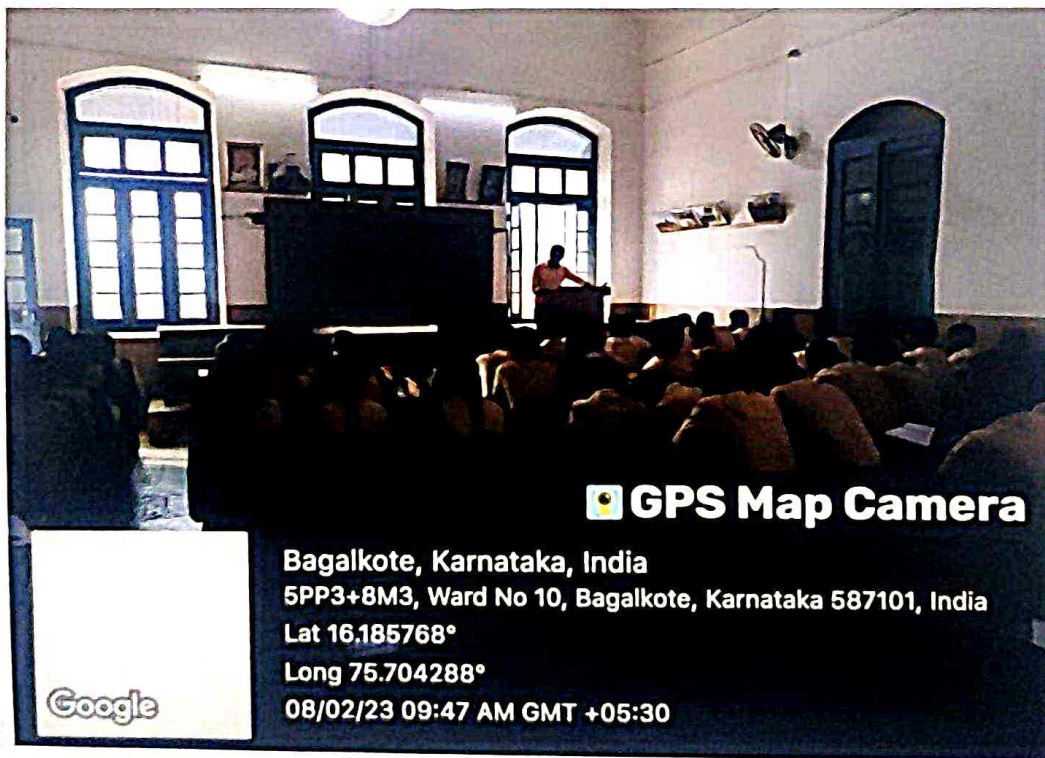 GPS Map Camera
Bagalkote, Karnataka, India
5PP3+8M3, Ward No 10, Bagalkote, Karnataka 587101, India
Lat 16.185768°
Long 75.704288°
08/02/23 09:47 AM GMT +05:30
Google